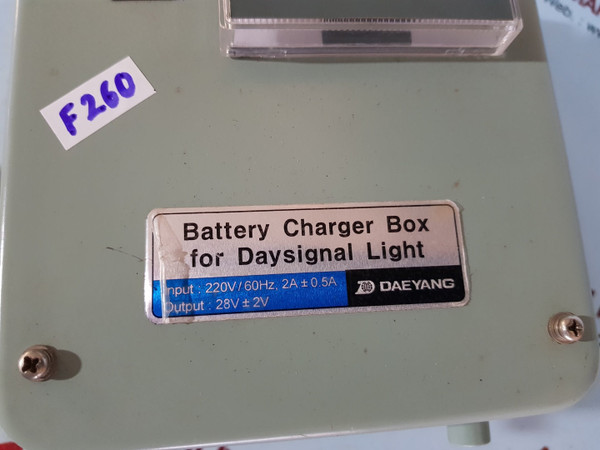 F260
Battery Charger Box
for Daysignal Light
Input : 220V/60Hz, 2A ± 0.5A
Output : 28V ± 2V
DAEYANG